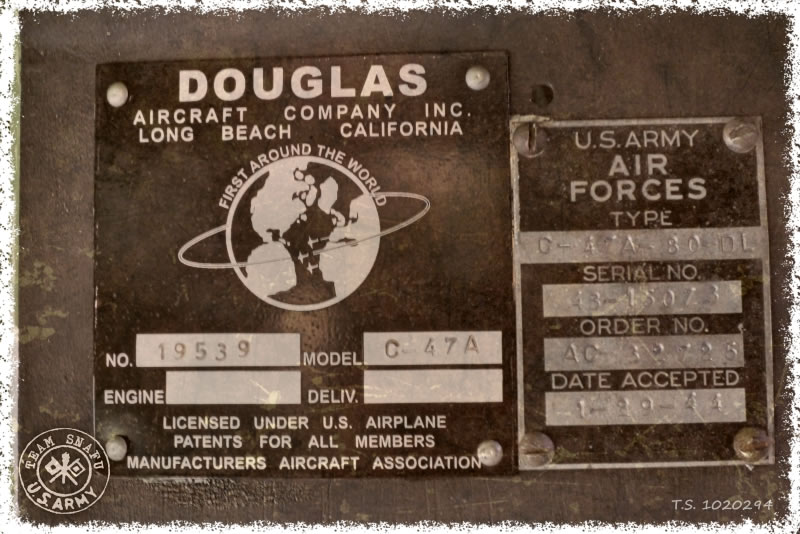 DOUGLAS
AIRCRAFT COMPANY INC.
LONG BEACH CALIFORNIA
FIRST AROUND THE WORLD
NO. 19539 MODEL C-47A
ENGINE DELIV.
LICENSED UNDER U.S. AIRPLANE
PATENTS FOR ALL MEMBERS
MANUFACTURERS AIRCRAFT ASSOCIATION
U.S. ARMY
AIR
FORCES
TYPE
C-47A-80-DL
SERIAL NO.
43-15073
ORDER NO.
AC-32725
DATE ACCEPTED
-1-29-44
TEAM SNAFU
U.S. ARMY
T.S. 1020294